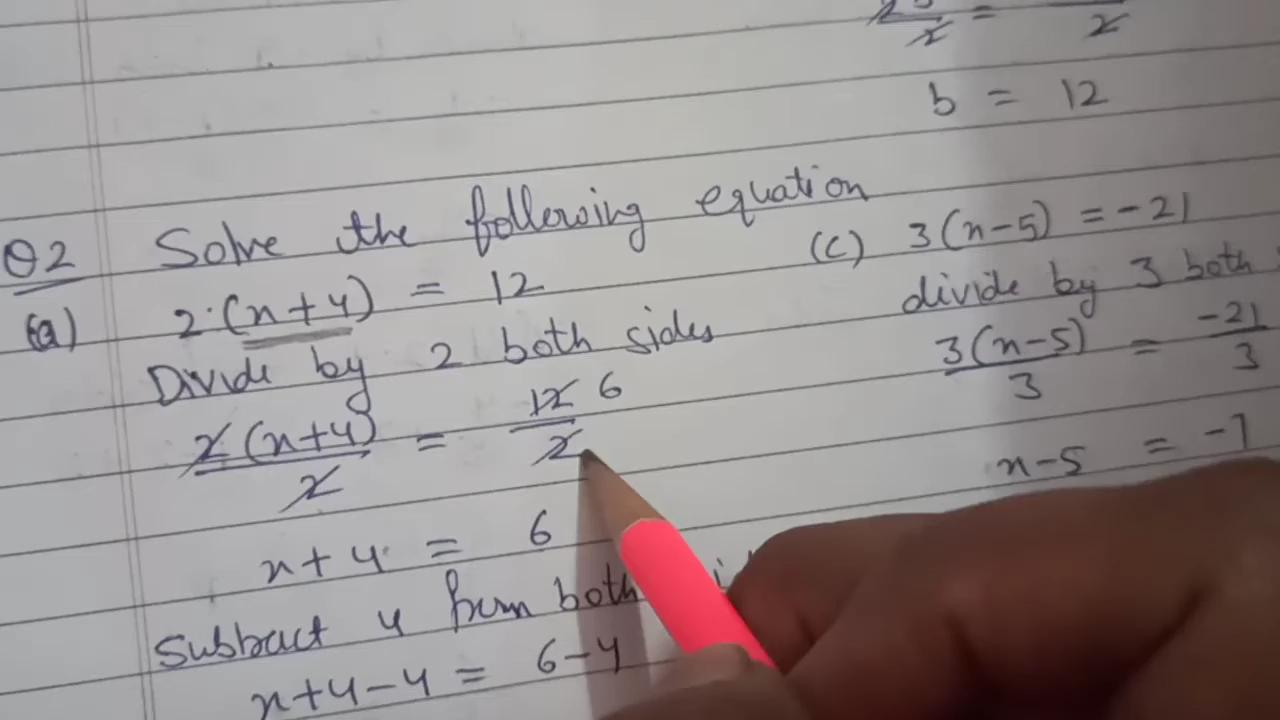 b = 12
Q2 Solve the following equation
(a) 2(n+4) = 12
Divide by 2 both sides
2(n+4)/2 = 12/2 6
n+4 = 6
Subtract 4 from both
n+4-4 = 6-4
(c) 3(n-5) = -21
divide by 3 both
3(n-5)/3 = -21/3
n-5 = -7